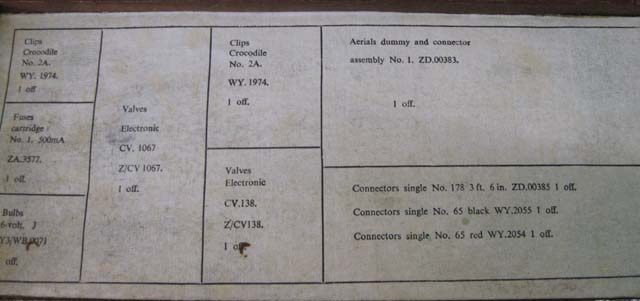 Clips
Crocodile
No. 2A.
WY. 1974.
1 off
Fuses
cartridge :
No. 1. 500mA
ZA.3577.
1 off.
Bulbs
6-volt.
off.
Valves
Electronic
CV. 1067
Z/CV 1067.
1 off.
Clips
Crocodile
No. 2A.
WY. 1974.
1 off.
Valves
Electronic
CV.138.
Z/CV138.
1 off.
Aerials dummy and connector
assembly No. 1. ZD.00383.
1 off.
Connectors single No. 178 3 ft. 6 in. ZD.00385 1 off.
Connectors single No. 65 black WY.2055 1 off.
Connectors single No. 65 red WY.2054 1 off.